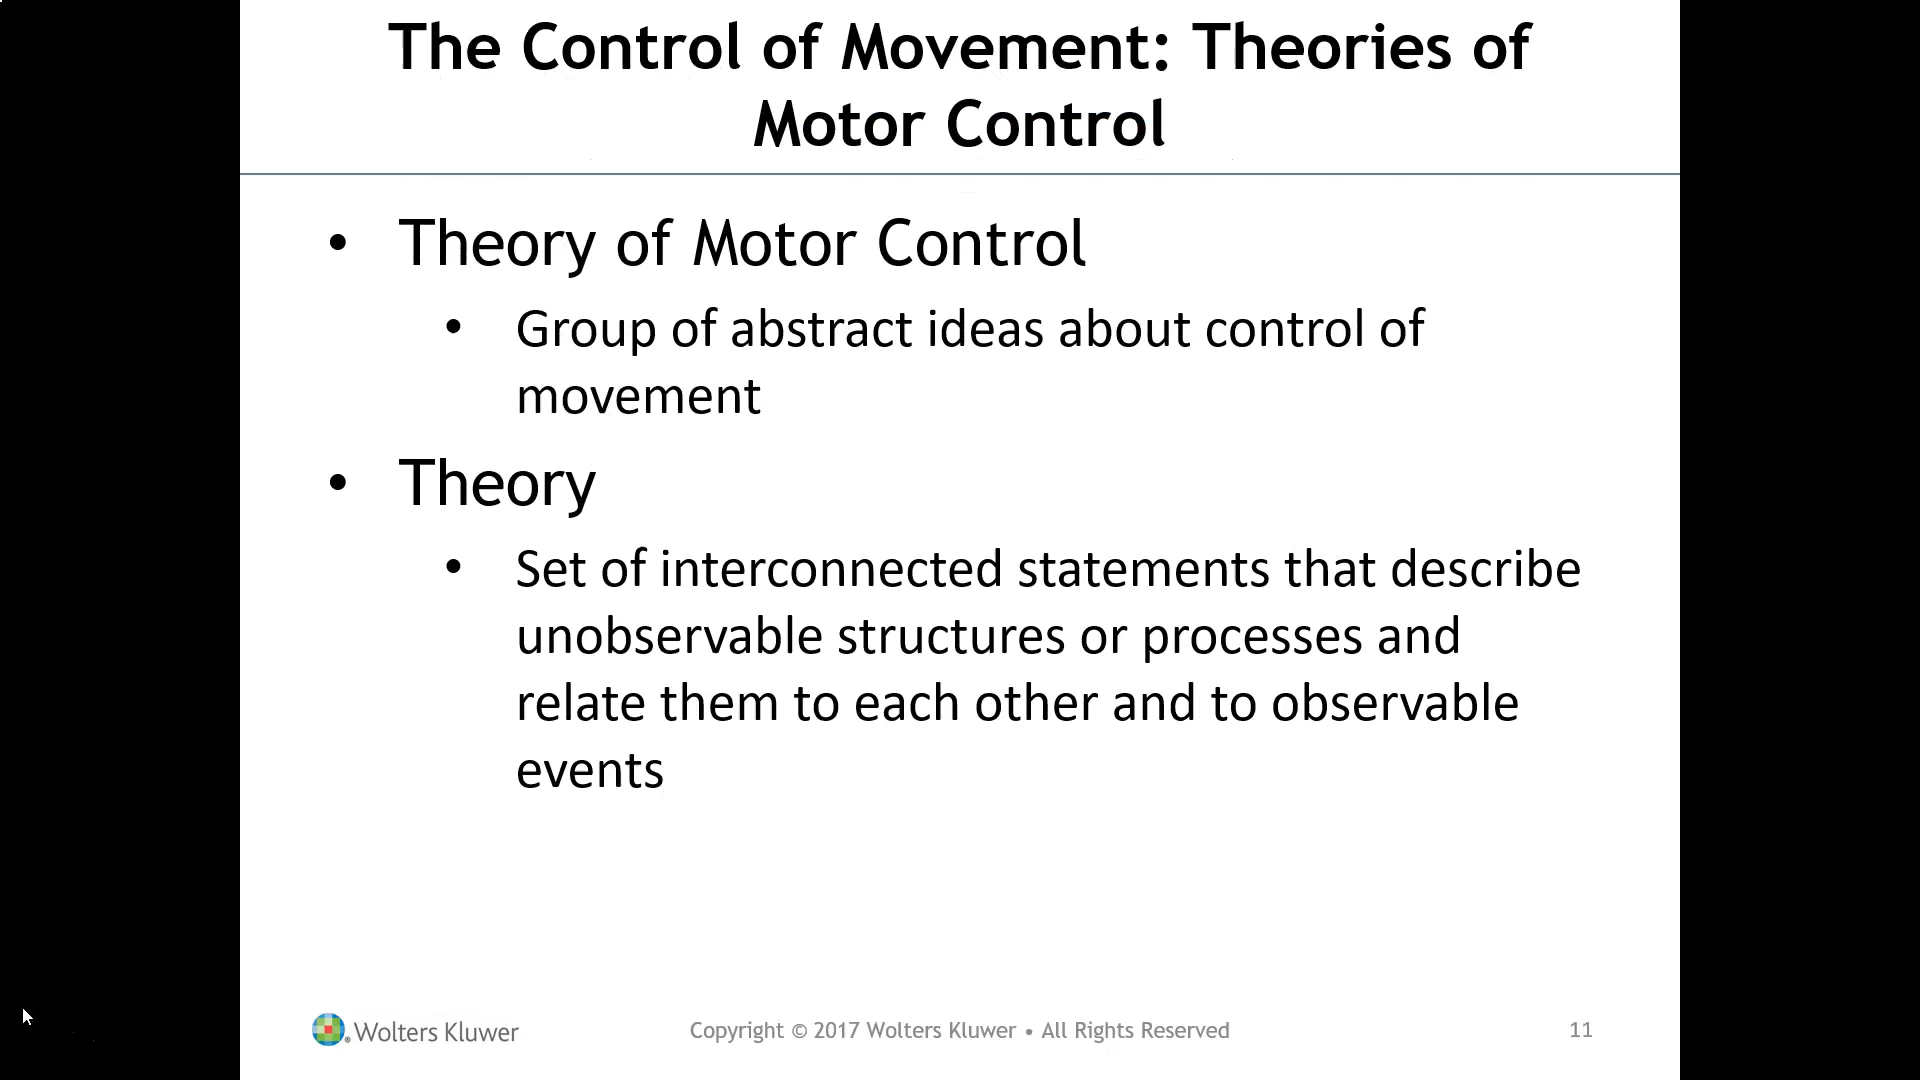 The Control of Movement: Theories of
Motor Control
• Theory of Motor Control
• Group of abstract ideas about control of
movement
• Theory
• Set of interconnected statements that describe
unobservable structures or processes and
relate them to each other and to observable
events
Wolters Kluwer
Copyright © 2017 Wolters Kluwer • All Rights Reserved
11